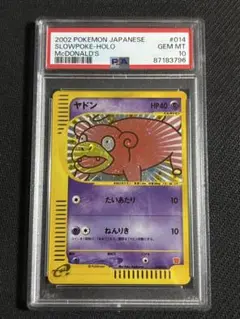 2002 POKEMON JAPANESE #014
SLOWPOKE-HOLO GEM MT
McDONALD'S 10
PSA 87183796
ヤドン HP40
たいあたり 10
ねんりき 10
e